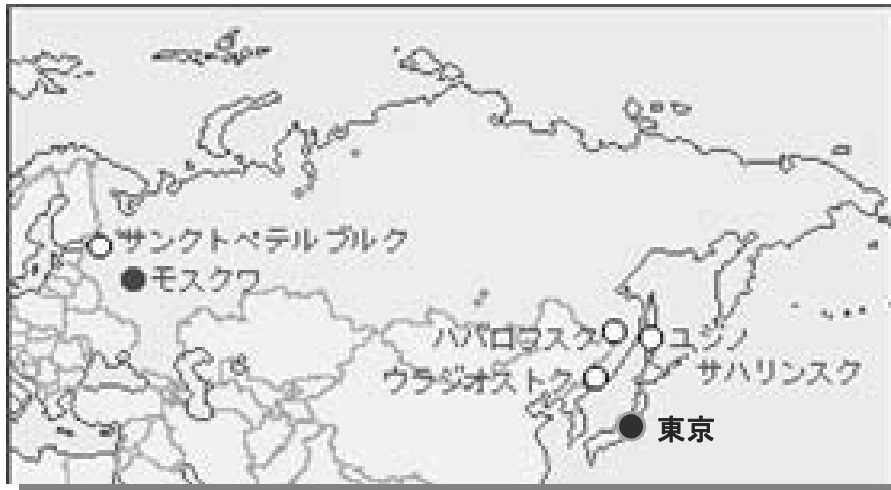 サンクトペテルブルク
モスクワ
ハバロフスク
ユジノ
サハリンスク
ウラジオストク
東京